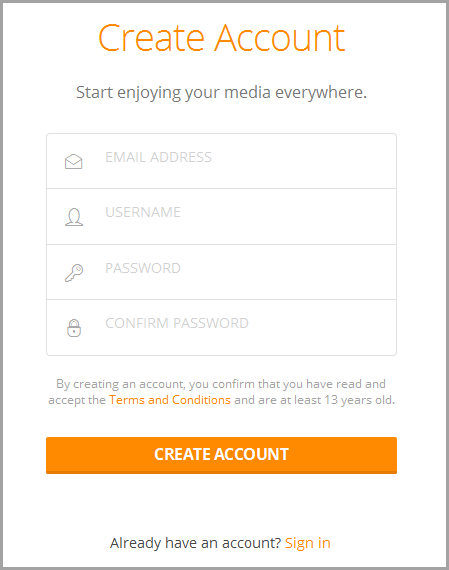 Create Account
Start enjoying your media everywhere.
EMAIL ADDRESS
USERNAME
PASSWORD
CONFIRM PASSWORD
By creating an account, you confirm that you have read and
accept the Terms and Conditions and are at least 13 years old.
CREATE ACCOUNT
Already have an account? Sign in